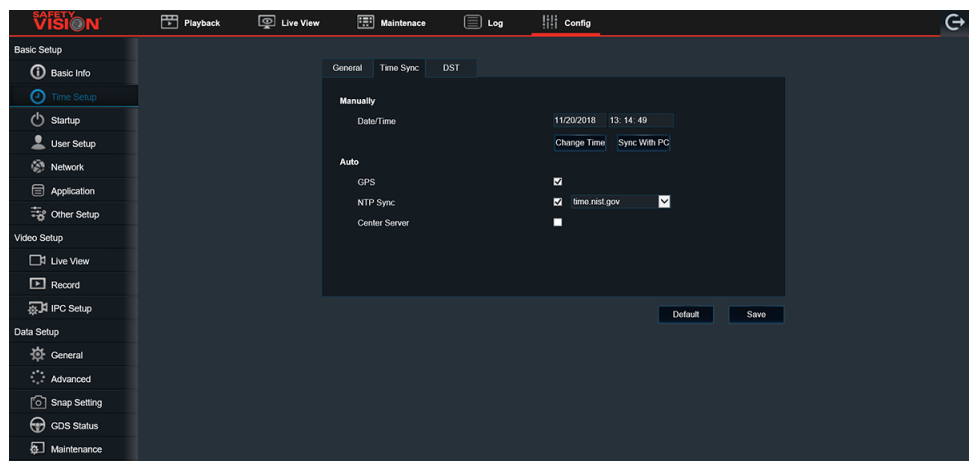 SAFETY
VISION
Playback
Live View
Maintenace
Log
Config
Basic Setup
Basic Info
Time Setup
Startup
User Setup
Network
Application
Other Setup
Video Setup
Live View
Record
IPC Setup
Data Setup
General
Advanced
Snap Setting
GDS Status
Maintenance
General Time Sync DST
Manually
Date/Time 11/20/2018 13: 14: 49
Change Time Sync With PC
Auto
GPS
NTP Sync time.nist.gov
Center Server
Default Save